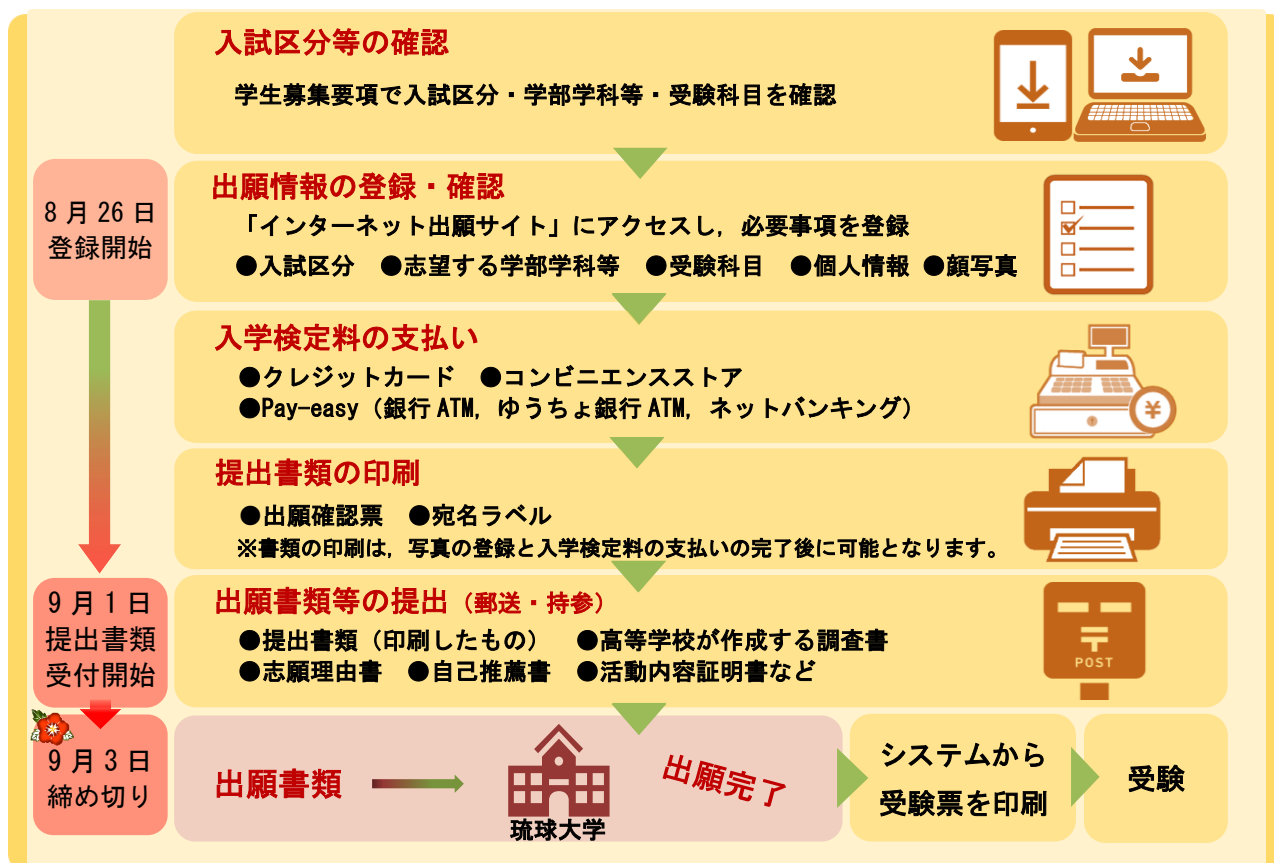 入試区分等の確認
学生募集要項で入試区分・学部学科等・受験科目を確認
8月26日
登録開始
出願情報の登録・確認
「インターネット出願サイト」にアクセスし，必要事項を登録
●入試区分 ●志望する学部学科等 ●受験科目 ●個人情報 ●顔写真
入学検定料の支払い
●クレジットカード ●コンビニエンスストア
●Pay-easy（銀行ATM，ゆうちょ銀行ATM，ネットバンキング）
¥
提出書類の印刷
●出願確認票 ●宛名ラベル
※書類の印刷は，写真の登録と入学検定料の支払いの完了後に可能となります。
9月1日
提出書類
受付開始
出願書類等の提出（郵送・持参）
●提出書類（印刷したもの） ●高等学校が作成する調査書
●志願理由書 ●自己推薦書 ●活動内容証明書など
〒
POST
9月3日
締め切り
出願書類
琉球大学
出願完了
システムから
受験票を印刷
受験